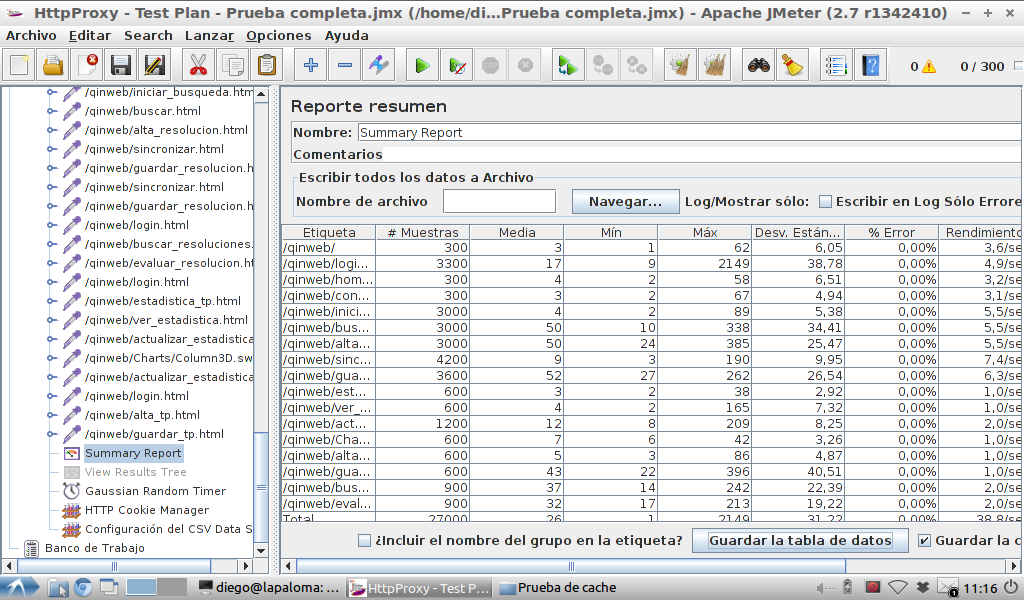 HttpProxy - Test Plan - Prueba completa.jmx (/home/di...Prueba completa.jmx) - Apache JMeter (2.7 r1342410)
Archivo Editar Search Lanzar Opciones Ayuda
0 0 / 300
/qinweb/iniciar_busqueda.htm
/qinweb/buscar.html
/qinweb/alta_resolucion.html
/qinweb/sincronizar.html
/qinweb/guardar_resolucion.h
/qinweb/sincronizar.html
/qinweb/guardar_resolucion.h
/qinweb/login.html
/qinweb/buscar_resoluciones.
/qinweb/evaluar_resolucion.ht
/qinweb/login.html
/qinweb/estadistica_tp.html
/qinweb/ver_estadistica.html
/qinweb/actualizar_estadistica
/qinweb/Charts/Column3D.sw
/qinweb/actualizar_estadistica
/qinweb/login.html
/qinweb/alta_tp.html
/qinweb/guardar_tp.html
Summary Report
View Results Tree
Gaussian Random Timer
HTTP Cookie Manager
Configuración del CSV Data S
Banco de Trabajo
Reporte resumen
Nombre: Summary Report
Comentarios
Escribir todos los datos a Archivo
Nombre de archivo Navegar... Log/Mostrar sólo: Escribir en Log Sólo Errore
Etiqueta # Muestras Media Mín Máx Desv. Están... % Error Rendimiento
/qinweb/ 300 3 1 62 6,05 0,00% 3,6/se
/qinweb/logi... 3300 17 9 2149 38,78 0,00% 4,9/se
/qinweb/hom... 300 4 2 58 6,51 0,00% 3,2/se
/qinweb/con... 300 3 2 67 4,94 0,00% 3,1/se
/qinweb/inici... 3000 4 2 89 5,38 0,00% 5,5/se
/qinweb/bus... 3000 50 10 338 34,41 0,00% 5,5/se
/qinweb/alta... 3000 50 24 385 25,47 0,00% 5,5/se
/qinweb/sinc... 4200 9 3 190 9,95 0,00% 7,4/se
/qinweb/gua... 3600 52 27 262 26,54 0,00% 6,3/se
/qinweb/est... 600 3 2 38 2,92 0,00% 1,0/se
/qinweb/ver_... 600 4 2 165 7,32 0,00% 1,0/se
/qinweb/act... 1200 12 8 209 8,25 0,00% 2,0/se
/qinweb/Cha... 600 7 6 42 3,26 0,00% 1,0/se
/qinweb/alta... 600 5 3 86 4,87 0,00% 1,0/se
/qinweb/gua... 600 43 22 396 40,51 0,00% 1,0/se
/qinweb/bus... 900 37 14 242 22,39 0,00% 2,0/se
/qinweb/eval... 900 32 17 213 19,22 0,00% 2,0/se
Total 27000 26 1 2149 31,22 0,00% 38,8/se
¿Incluir el nombre del grupo en la etiqueta? Guardar la tabla de datos Guardar la c
diego@lapaloma: ... HttpProxy - Test P... Prueba de cache 1 11:16